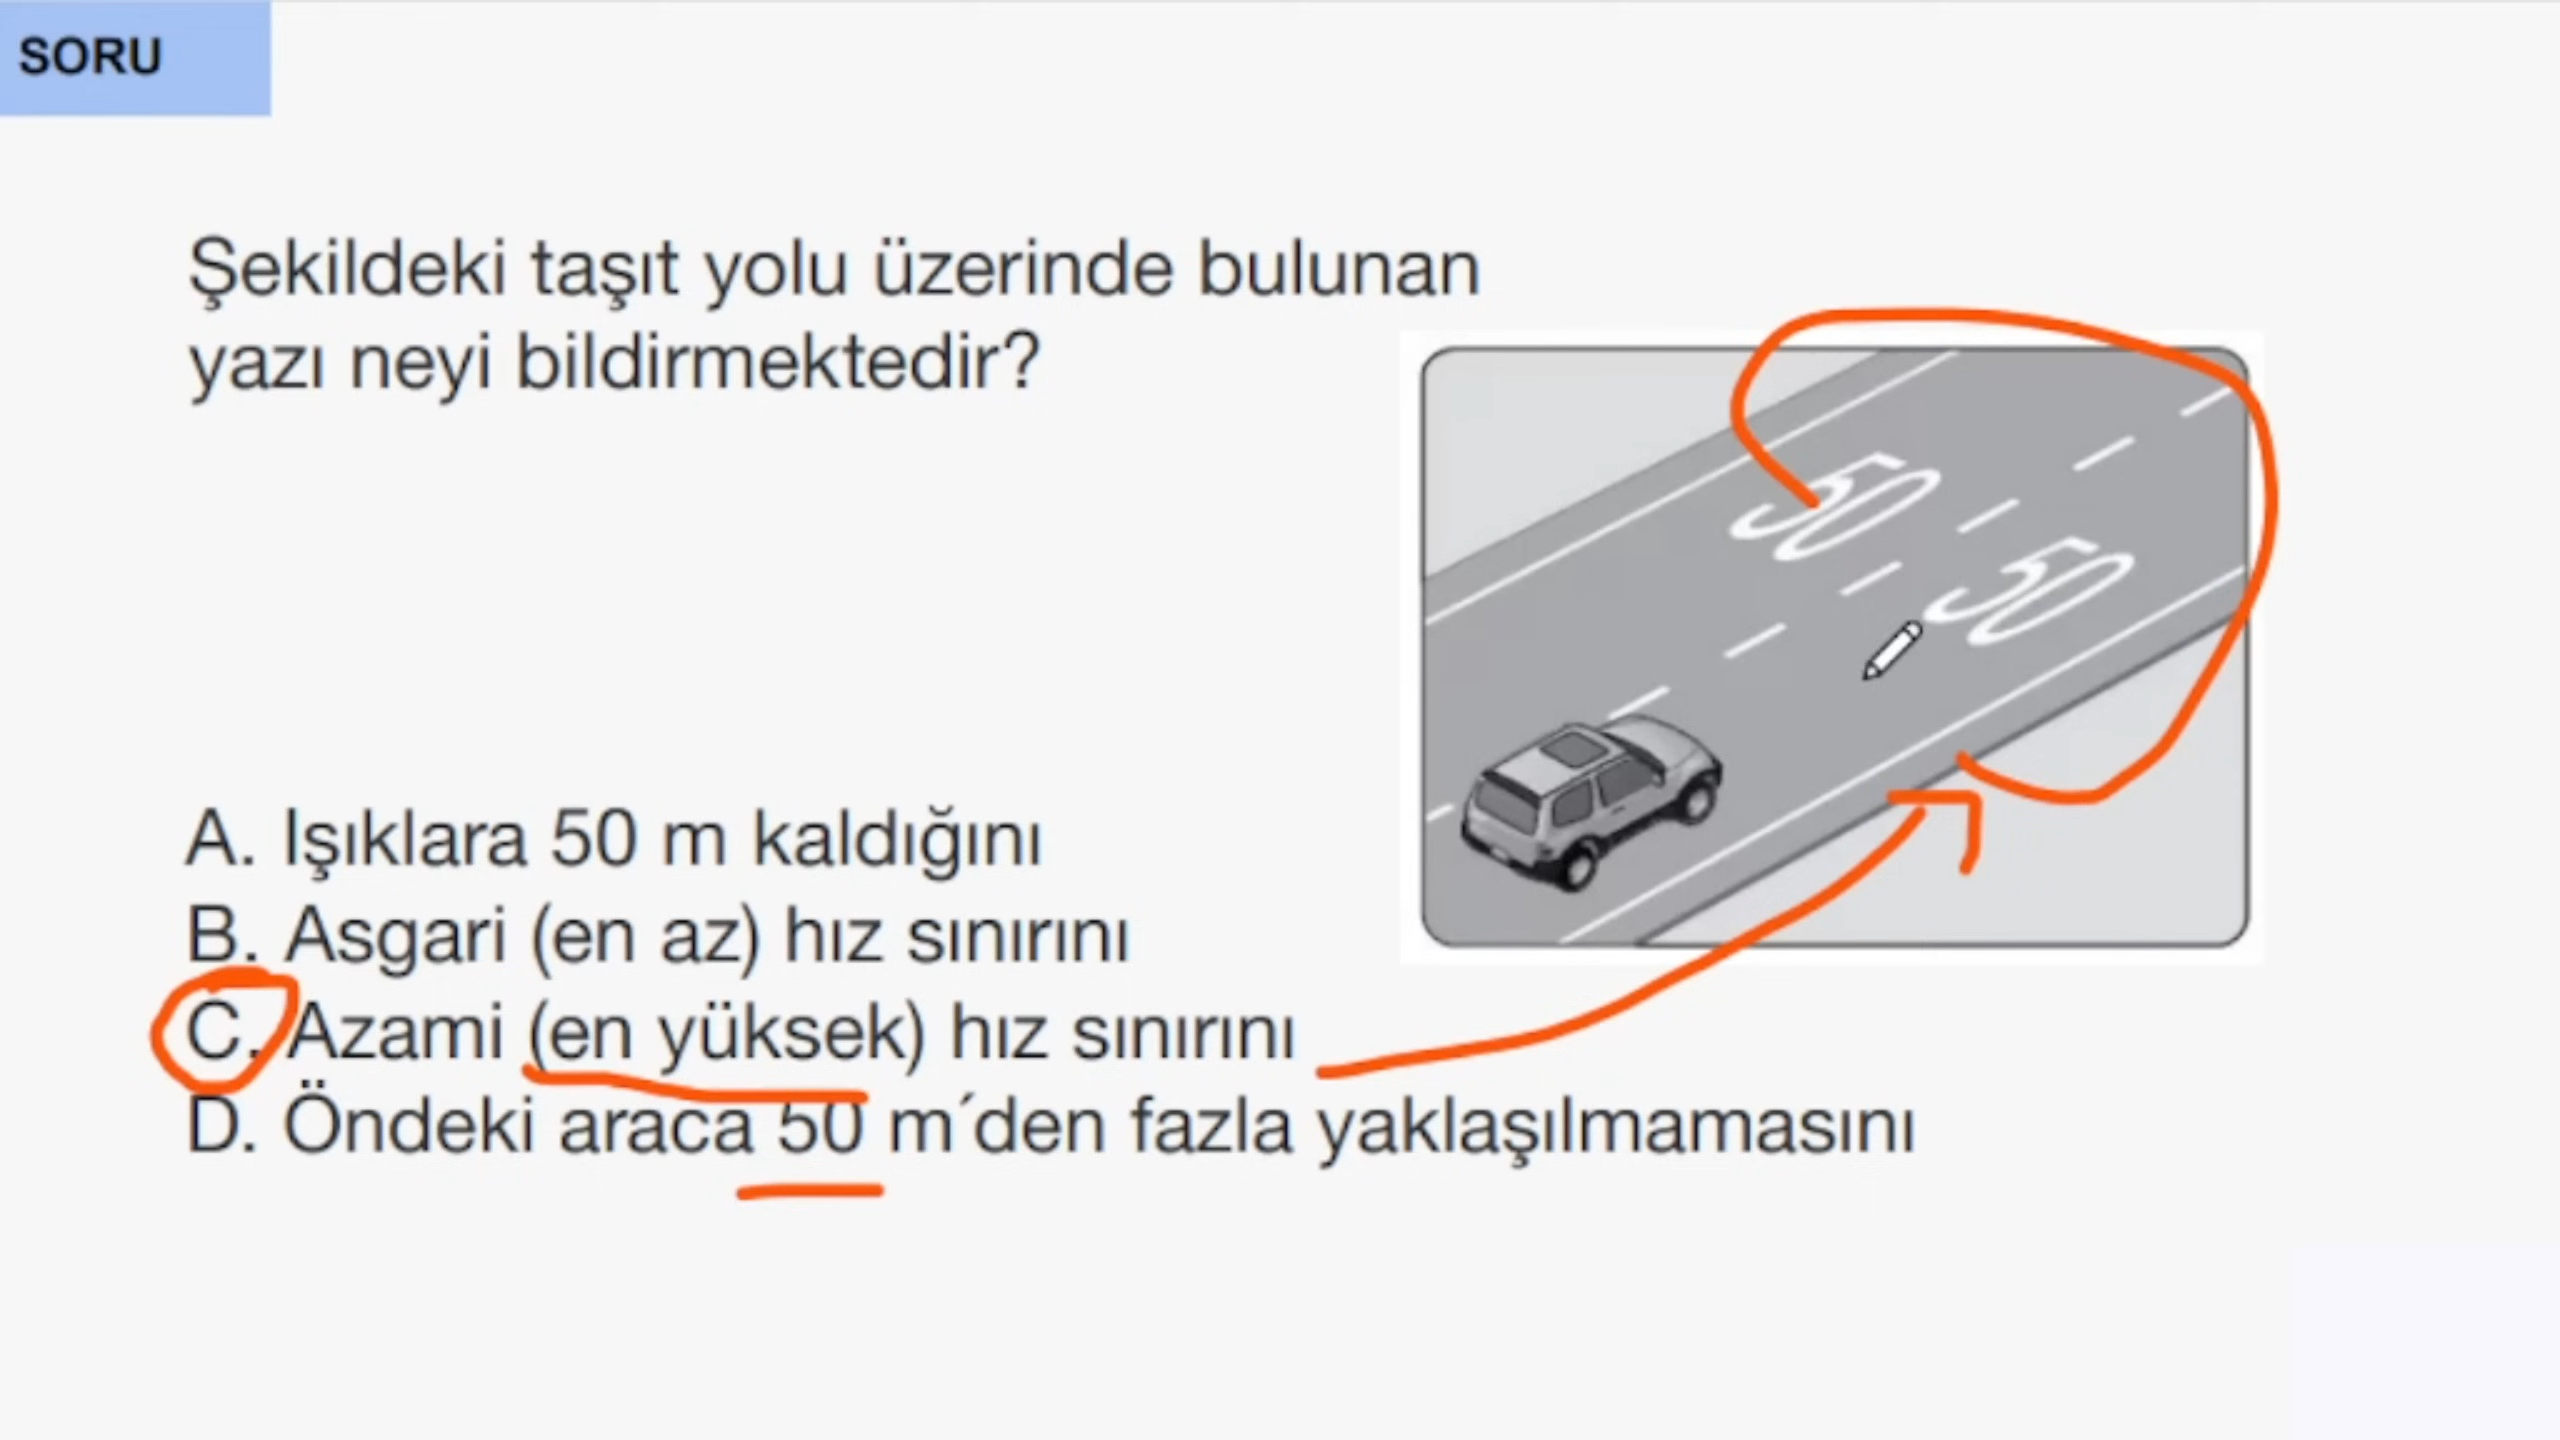 SORU
Şekildeki taşıt yolu üzerinde bulunan
yazı neyi bildirmektedir?
50
50
A. Işıklara 50 m kaldığını
B. Asgari (en az) hız sınırını
C. Azami (en yüksek) hız sınırını
D. Öndeki araca 50 m´den fazla yaklaşılmamasını